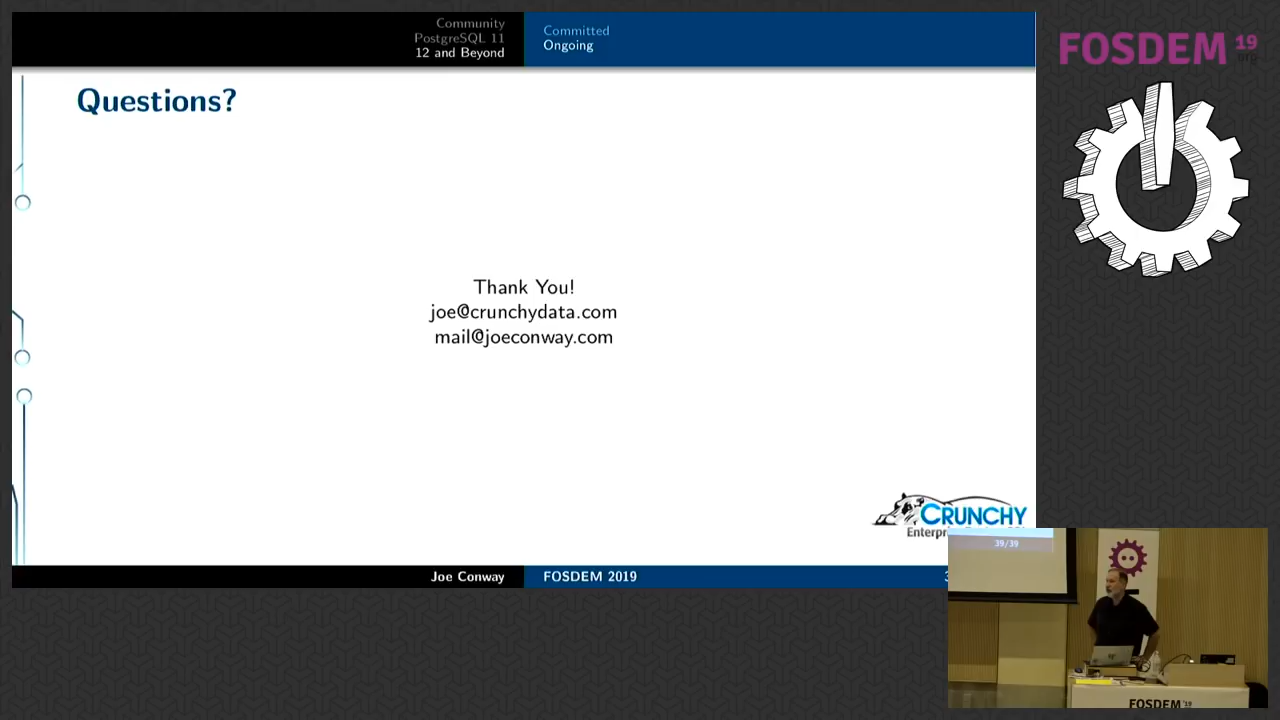 Community
PostgreSQL 11
12 and Beyond
Committed
Ongoing
FOSDEM 19
.org
Questions?
Thank You!
joe@crunchydata.com
mail@joeconway.com
CRUNCHY
39/39
Joe Conway
FOSDEM 2019
FOSDEM '19